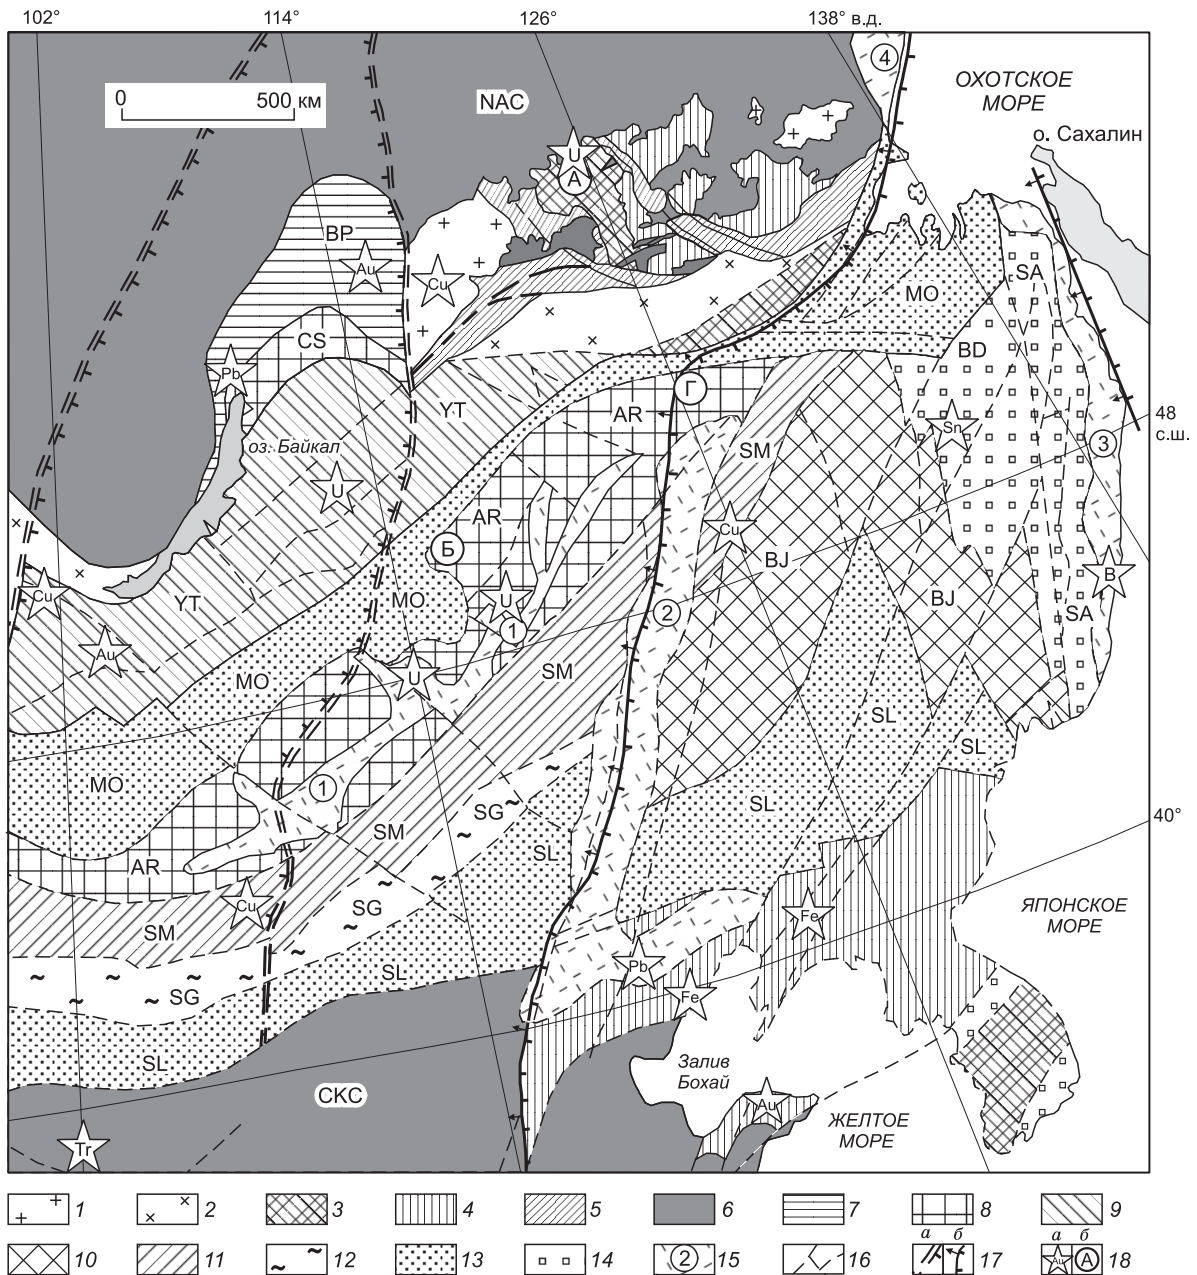 102°
114°
126°
138° в.д.
4
ОХОТСКОЕ
МОРЕ
0
500 км
NAC
о. Сахалин
U
А
BP
Au
Cu
SA
MO
CS
BD
Pb
Г
YT
AR
48
с.ш.
Sn
оз. Байкал
SM
3
U
AR
Cu
Б
BJ
B
Cu
YT
MO
U
BJ
1
2
SA
Au
SM
MO
U
SL
SL
MO
1
SG
SL
SM
40°
SL
AR
Cu
SG
Fe
ЯПОНСКОЕ
МОРЕ
SM
SL
Pb
SG
Fe
SL
Залив
Бохай
CKC
Au
ЖЕЛТОЕ
МОРЕ
Tr
1 2 3 4 5 6 7 8 9
а б а б
10 11 12 13 14 2 15 16 17 Au А 18